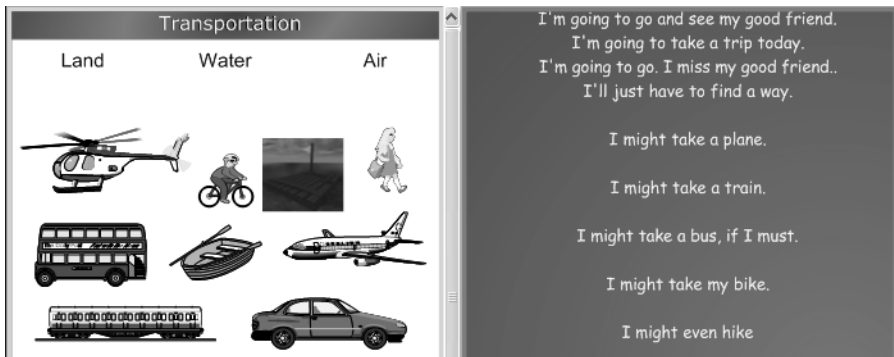 Transportation
Land Water Air
I'm going to go and see my good friend.
I'm going to take a trip today.
I'm going to go. I miss my good friend..
I'll just have to find a way.
I might take a plane.
I might take a train.
I might take a bus, if I must.
I might take my bike.
I might even hike